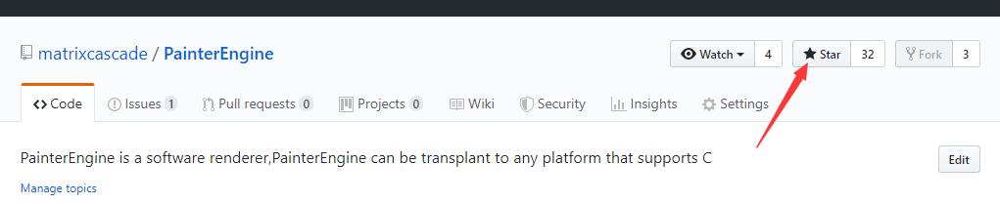 matrixcascade / PainterEngine Watch 4 Star 32 Fork 3
Code Issues 1 Pull requests 0 Projects 0 Wiki Security Insights Settings
PainterEngine is a software renderer,PainterEngine can be transplant to any platform that supports C Edit
Manage topics